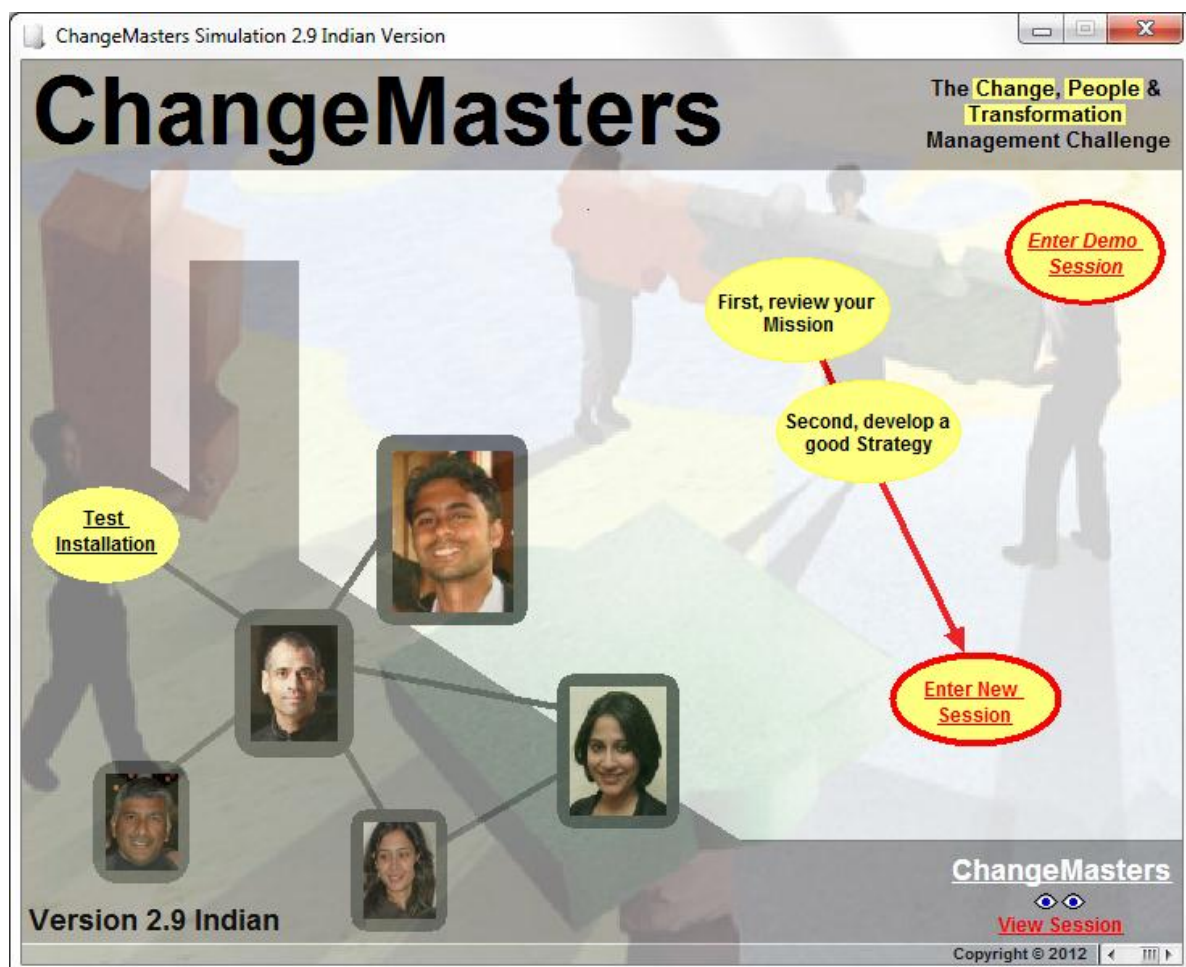 ChangeMasters Simulation 2.9 Indian Version
ChangeMasters
The Change, People &
Transformation
Management Challenge
Enter Demo
Session
First, review your
Mission
Second, develop a
good Strategy
Test
Installation
Enter New
Session
ChangeMasters
View Session
Version 2.9 Indian
Copyright © 2012